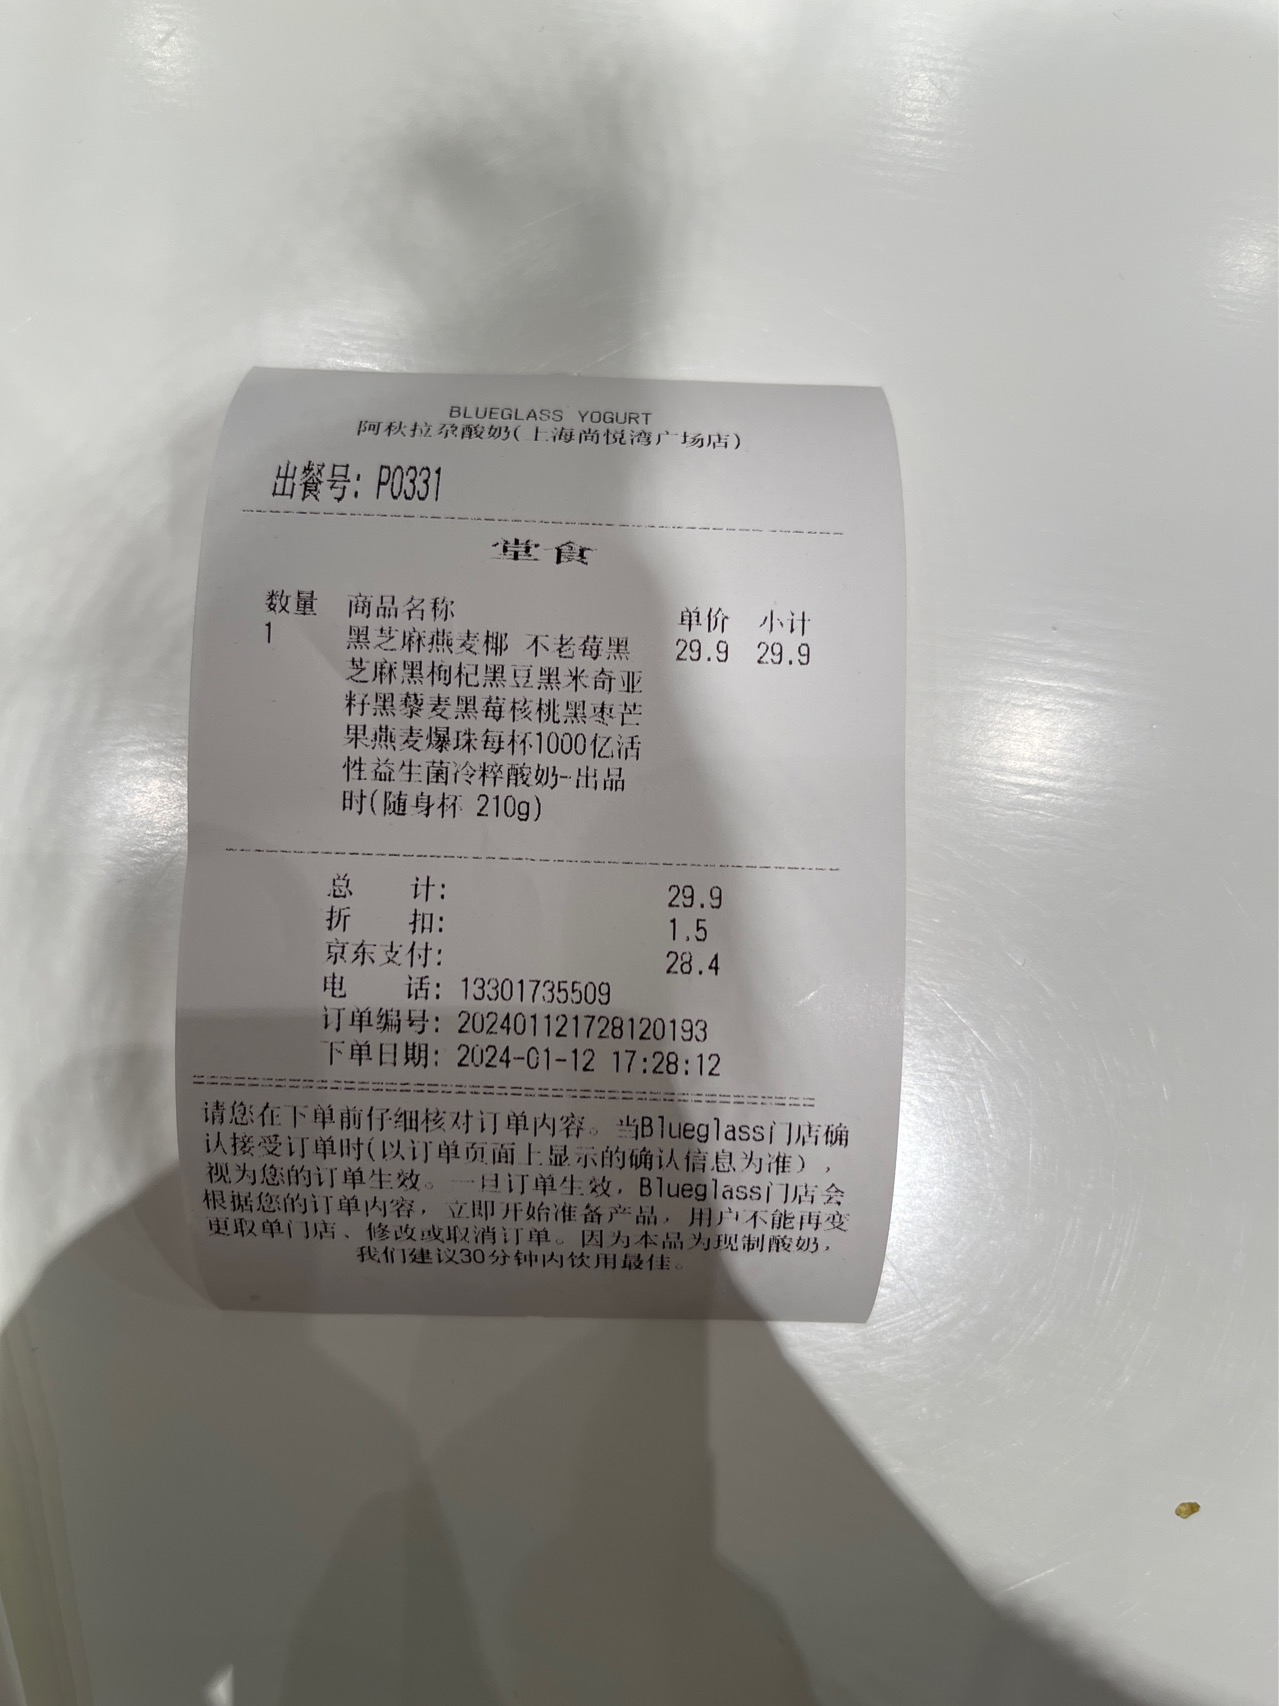 BLUEGLASS YOGURT
阿秋拉尕酸奶(上海尚悦湾广场店)
出餐号: P0331
堂食
数量 商品名称 单价 小计
1 黑芝麻燕麦椰 不老莓黑 29.9 29.9
芝麻黑枸杞黑豆黑米奇亚
籽黑藜麦黑莓核桃黑枣芒
果燕麦爆珠每杯1000亿活
性益生菌冷粹酸奶-出品
时(随身杯 210g)
总 计: 29.9
折 扣: 1.5
京东支付: 28.4
电 话: 13301735509
订单编号: 202401121728120193
下单日期: 2024-01-12 17:28:12
请您在下单前仔细核对订单内容。当Blueglass门店确
认接受订单时(以订单页面上显示的确认信息为准),
视为您的订单生效。一旦订单生效,Blueglass门店会
根据您的订单内容,立即开始准备产品,用户不能再变
更取单门店、修改或取消订单。因为本品为现制酸奶,
我们建议30分钟内饮用最佳。